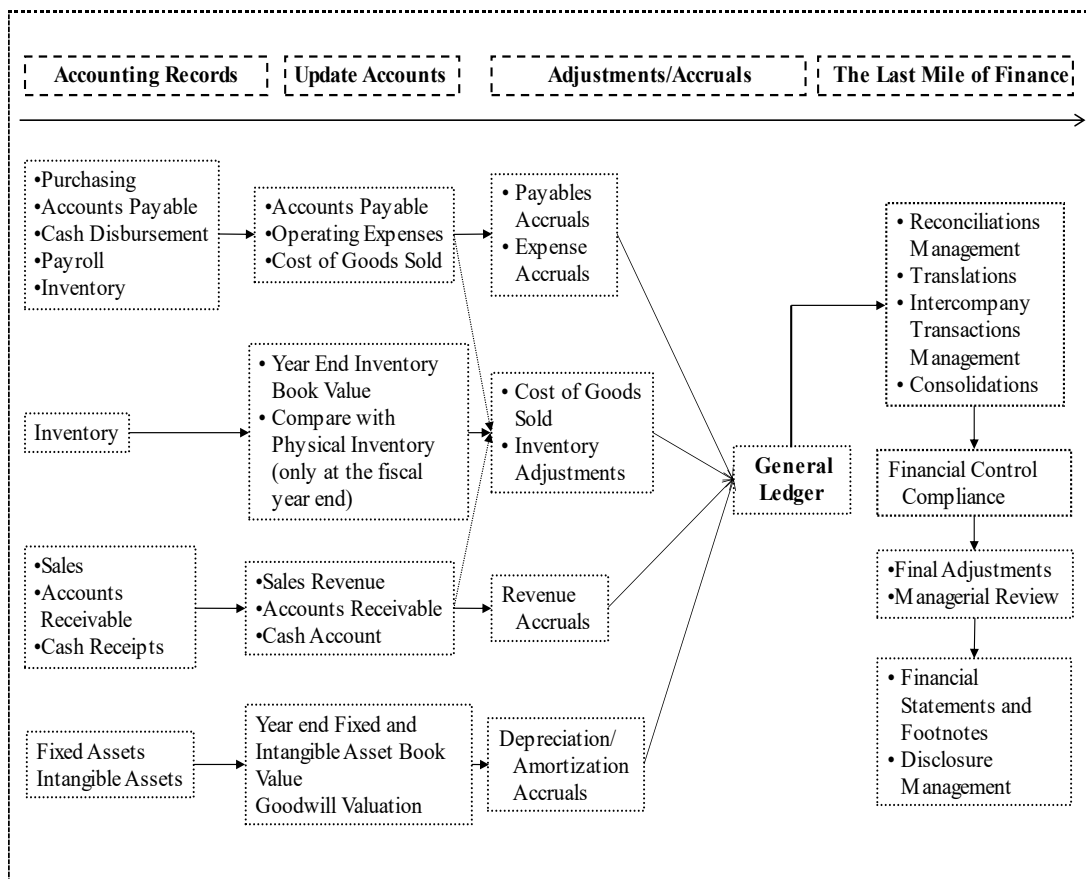 Accounting Records
Update Accounts
Adjustments/Accruals
The Last Mile of Finance
•Purchasing
•Accounts Payable
•Cash Disbursement
•Payroll
•Inventory
•Accounts Payable
•Operating Expenses
•Cost of Goods Sold
• Payables
Accruals
• Expense
Accruals
• Reconciliations
Management
• Translations
• Intercompany
Transactions
Management
• Consolidations
Inventory
• Year End Inventory
Book Value
• Compare with
Physical Inventory
(only at the fiscal
year end)
• Cost of Goods
Sold
• Inventory
Adjustments
General
Ledger
Financial Control
Compliance
•Sales
•Accounts
Receivable
•Cash Receipts
•Sales Revenue
•Accounts Receivable
•Cash Account
Revenue
Accruals
•Final Adjustments
•Managerial Review
Fixed Assets
Intangible Assets
Year end Fixed and
Intangible Asset Book
Value
Goodwill Valuation
Depreciation/
Amortization
Accruals
• Financial
Statements and
Footnotes
• Disclosure
Management